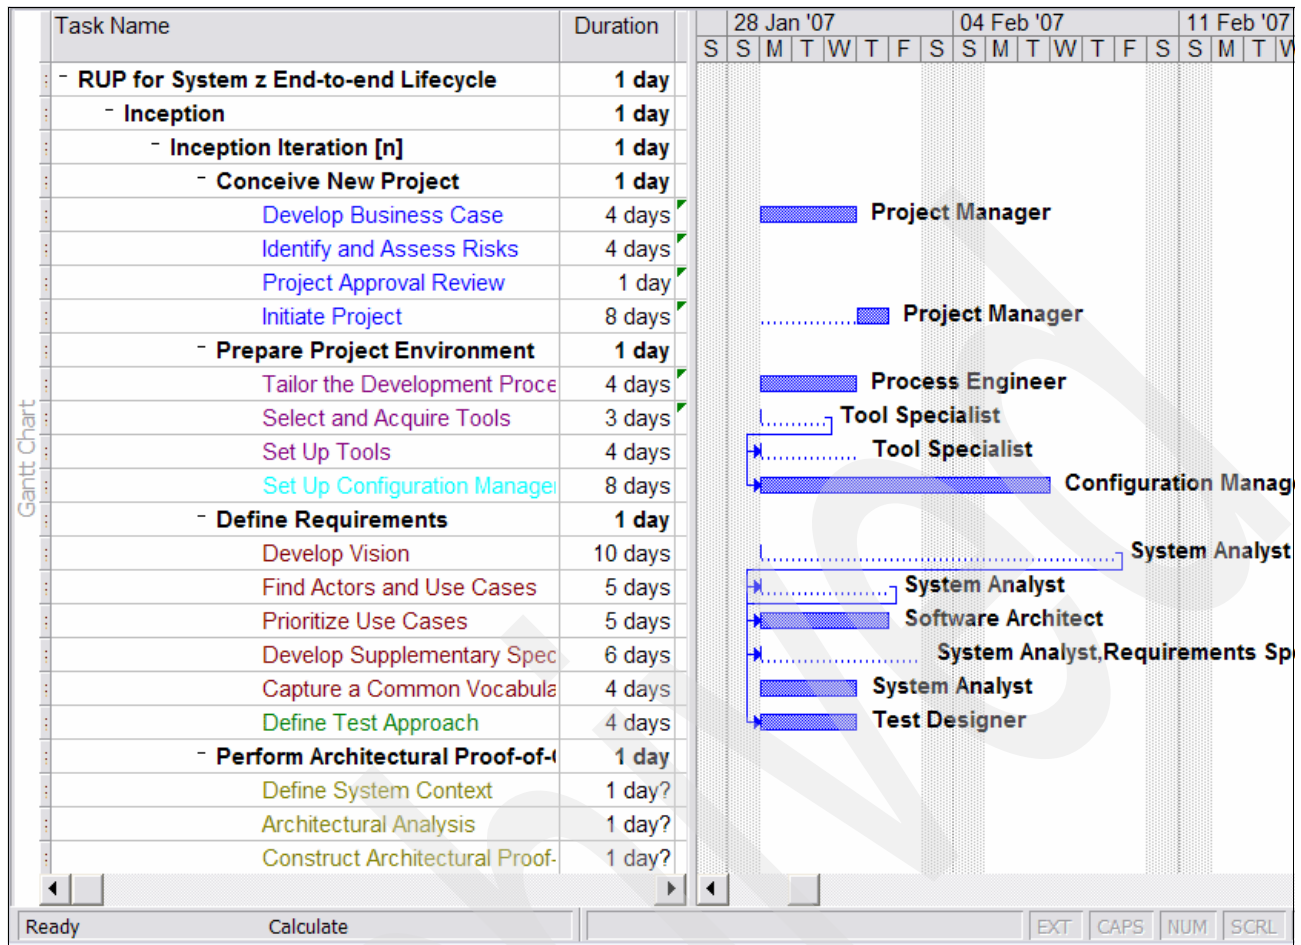 Task Name Duration 28 Jan '07 04 Feb '07 11 Feb '07
S S M T W T F S S M T W T F S S M T W
RUP for System z End-to-end Lifecycle 1 day
Inception 1 day
Inception Iteration [n] 1 day
Conceive New Project 1 day
Develop Business Case 4 days Project Manager
Identify and Assess Risks 4 days
Project Approval Review 1 day
Initiate Project 8 days Project Manager
Prepare Project Environment 1 day
Tailor the Development Proce 4 days Process Engineer
Select and Acquire Tools 3 days Tool Specialist
Set Up Tools 4 days Tool Specialist
Set Up Configuration Manage 8 days Configuration Manag
Define Requirements 1 day
Develop Vision 10 days System Analyst
Find Actors and Use Cases 5 days System Analyst
Prioritize Use Cases 5 days Software Architect
Develop Supplementary Spec 6 days System Analyst,Requirements Sp
Capture a Common Vocabula 4 days System Analyst
Define Test Approach 4 days Test Designer
Perform Architectural Proof-of- 1 day
Define System Context 1 day?
Architectural Analysis 1 day?
Construct Architectural Proof- 1 day?
Gantt Chart
Ready Calculate EXT CAPS NUM SCRL